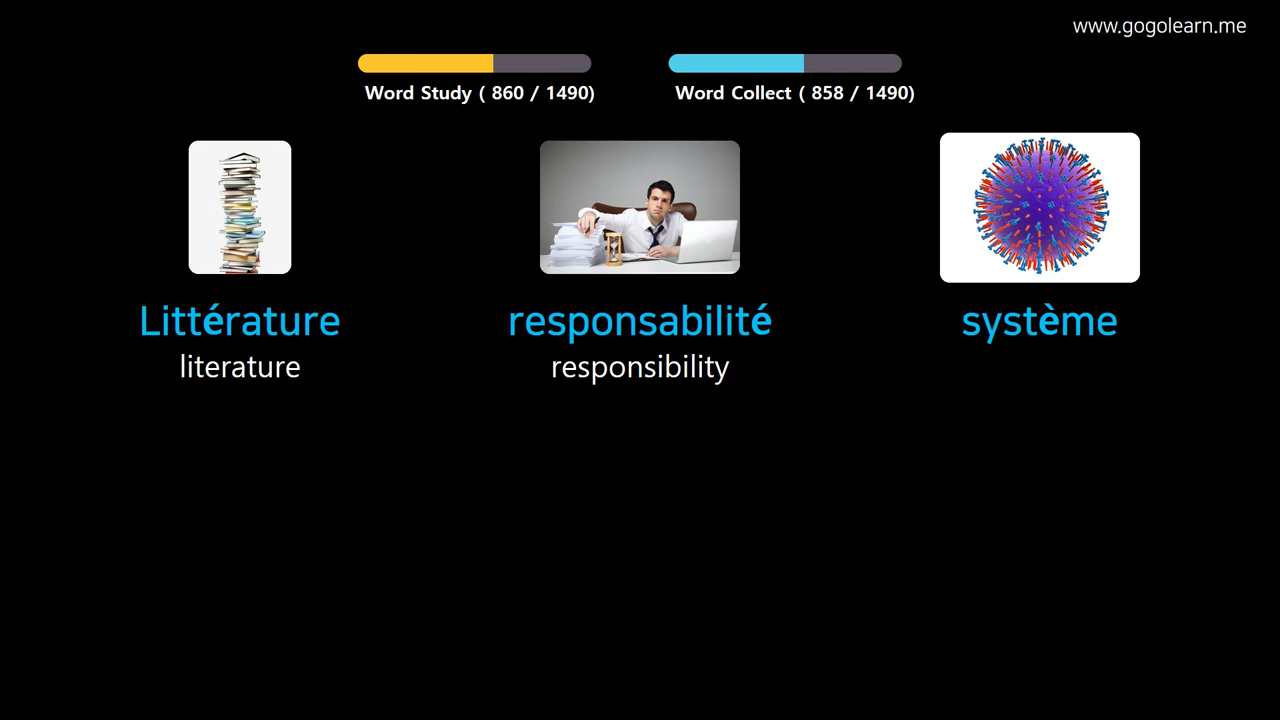 www.gogolearn.me
Word Study ( 860 / 1490)
Word Collect ( 858 / 1490)
Littérature
responsabilité
système
literature
responsibility